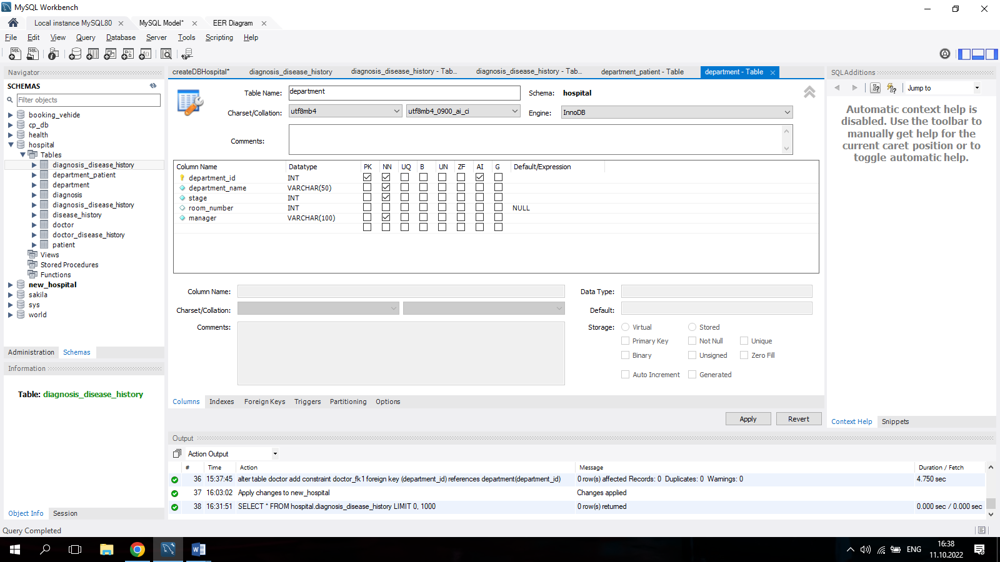 MySQL Workbench
Local instance MySQL80
MySQL Model*
EER Diagram
File Edit View Query Database Server Tools Scripting Help
Navigator
SCHEMAS
Filter objects
booking_vehide
cp_db
health
hospital
Tables
diagnosis_disease_history
department_patient
department
diagnosis
diagnosis_disease_history
disease_history
doctor
doctor_disease_history
patient
Views
Stored Procedures
Functions
new_hospital
sakila
sys
world
Administration Schemas
Information
Table: diagnosis_disease_history
Object Info Session
createDBHospital* diagnosis_disease_history diagnosis_disease_history - Tab... diagnosis_disease_history - Tab... department_patient - Table department - Table
Table Name: department Schema: hospital
Charset/Collation: utf8mb4 utf8mb4_0900_ai_ci Engine: InnoDB
Comments:
Column Name Datatype PK NN UQ B UN ZF AI G Default/Expression
department_id INT
department_name VARCHAR(50)
stage INT
room_number INT NULL
manager VARCHAR(100)
Column Name: Data Type:
Charset/Collation: Default:
Comments: Storage: Virtual Stored
Primary Key Not Null Unique
Binary Unsigned Zero Fill
Auto Increment Generated
Columns Indexes Foreign Keys Triggers Partitioning Options
Apply Revert
Output
Action Output
# Time Action Message Duration / Fetch
36 15:37:45 alter table doctor add constraint doctor_fk1 foreign key (department_id) references department(department_id) 0 row(s) affected Records: 0 Duplicates: 0 Warnings: 0 4.750 sec
37 16:03:02 Apply changes to new_hospital Changes applied
38 16:31:51 SELECT * FROM hospital.diagnosis_disease_history LIMIT 0, 1000 0 row(s) returned 0.000 sec / 0.000 sec
SQLAdditions
Jump to
Automatic context help is
disabled. Use the toolbar to
manually get help for the
current caret position or to
toggle automatic help.
Context Help Snippets
Query Completed
ENG
16:38
11.10.2022